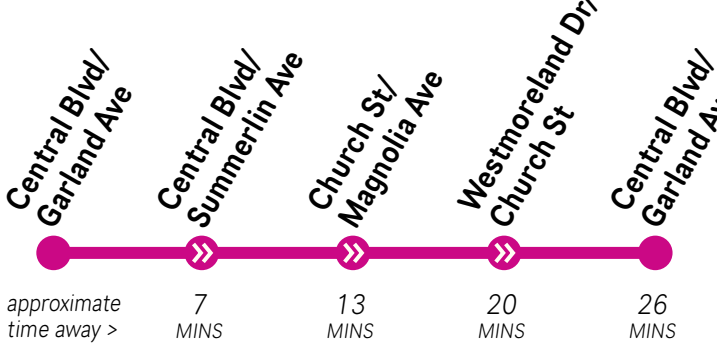 Central Blvd/
Garland Ave
Central Blvd/
Summerlin Ave
Church St/
Magnolia Ave
Westmoreland Dr/
Church St
Central Blvd/
Garland Ave
approximate
time away >
7
MINS
13
MINS
20
MINS
26
MINS